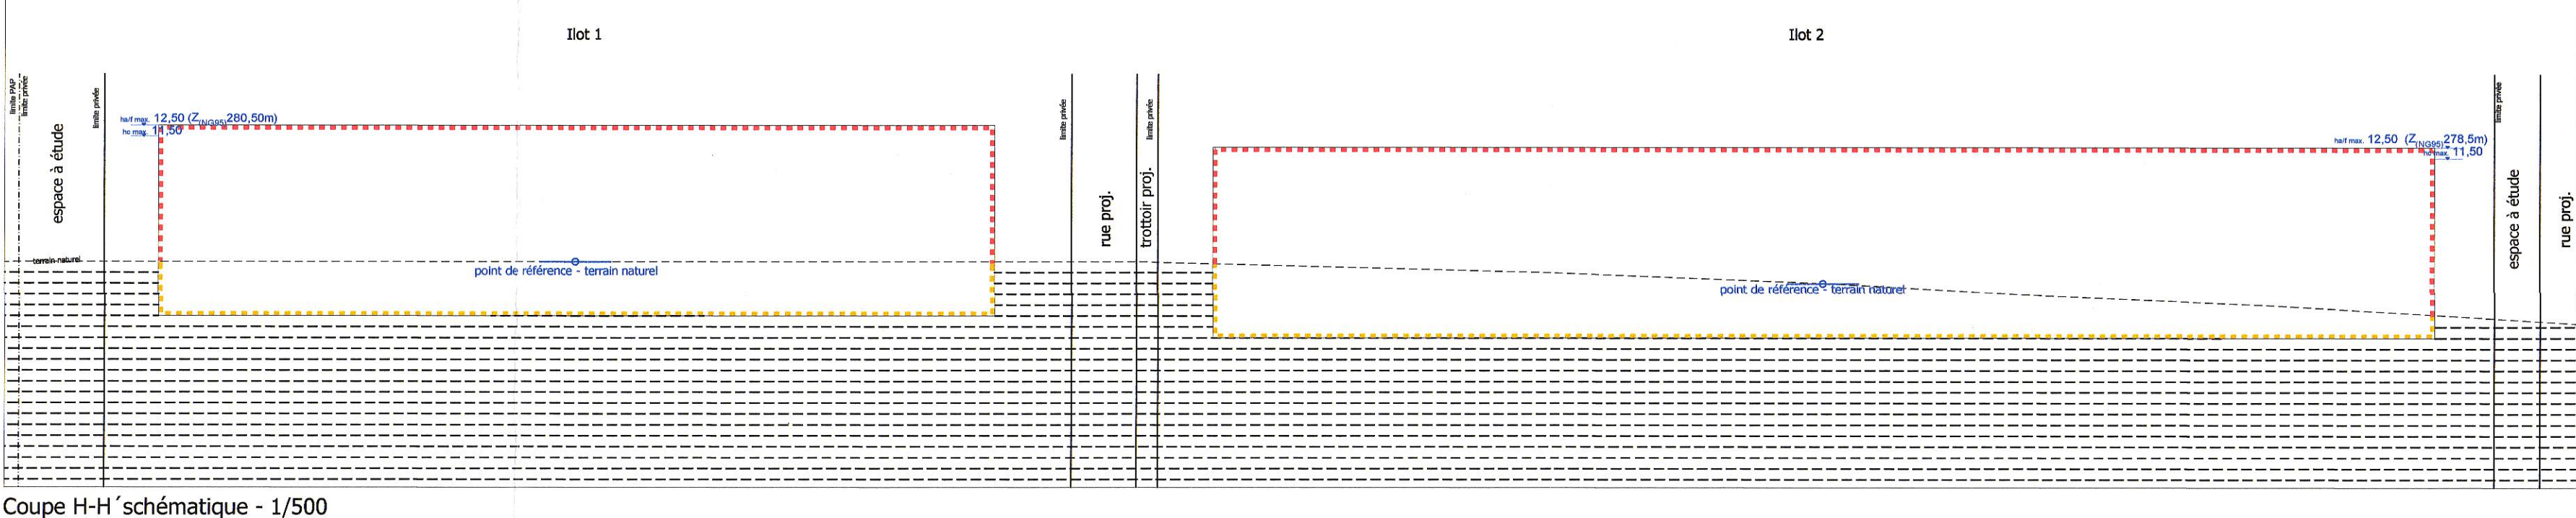 Ilot 1
Ilot 2
limite PAP
limite privée
espace à étude
limite privée
ha/f max. 12,50 (Z(NG95)280,50m)
hc max. 11,50
terrain naturel
point de référence - terrain naturel
limite privée
rue proj.
trottoir proj.
limite privée
ha/f max. 12,50 (Z(NG95)278,5m)
hc max. 11,50
point de référence - terrain naturel
limite privée
espace à étude
rue proj.
Coupe H-H´schématique - 1/500